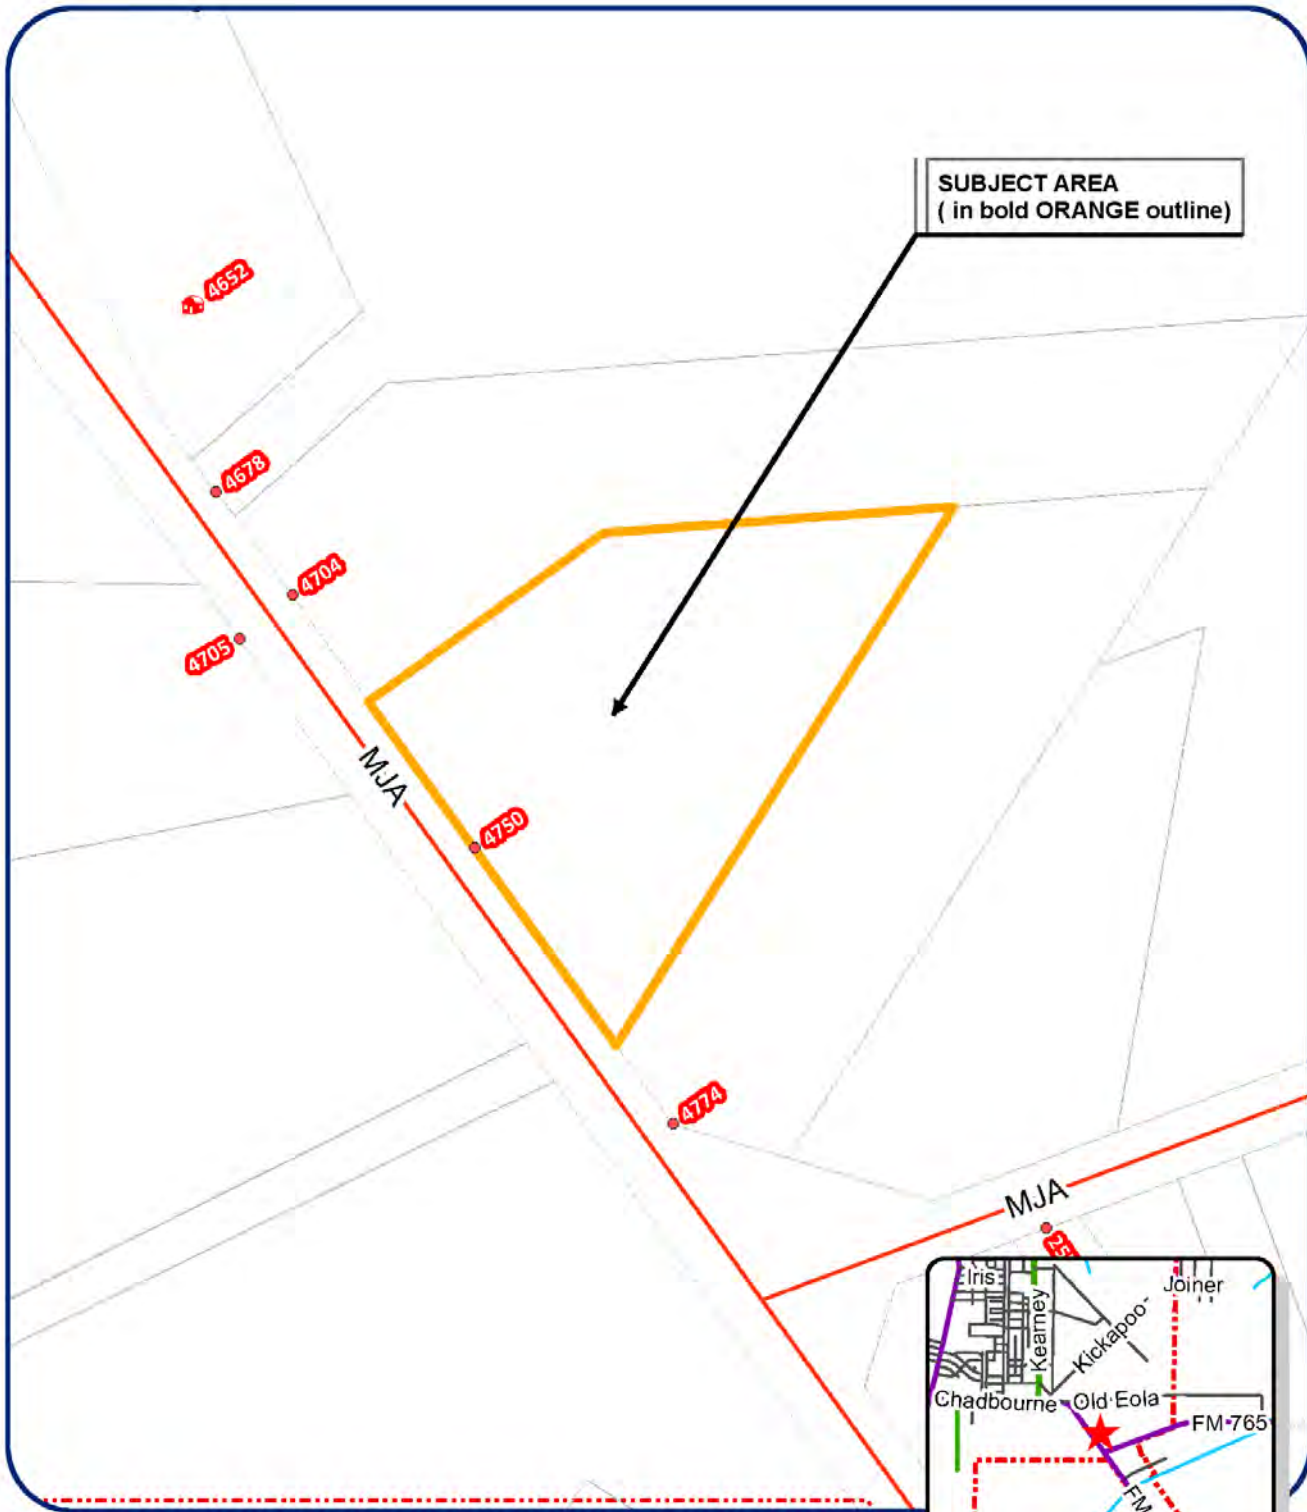 SUBJECT AREA
( in bold ORANGE outline)
4652
4678
4704
4705
MJA
4750
4774
MJA
Iris
Joiner
Kearney
Kickapoo
Chadbourne
Old Eola
FM 765
FM